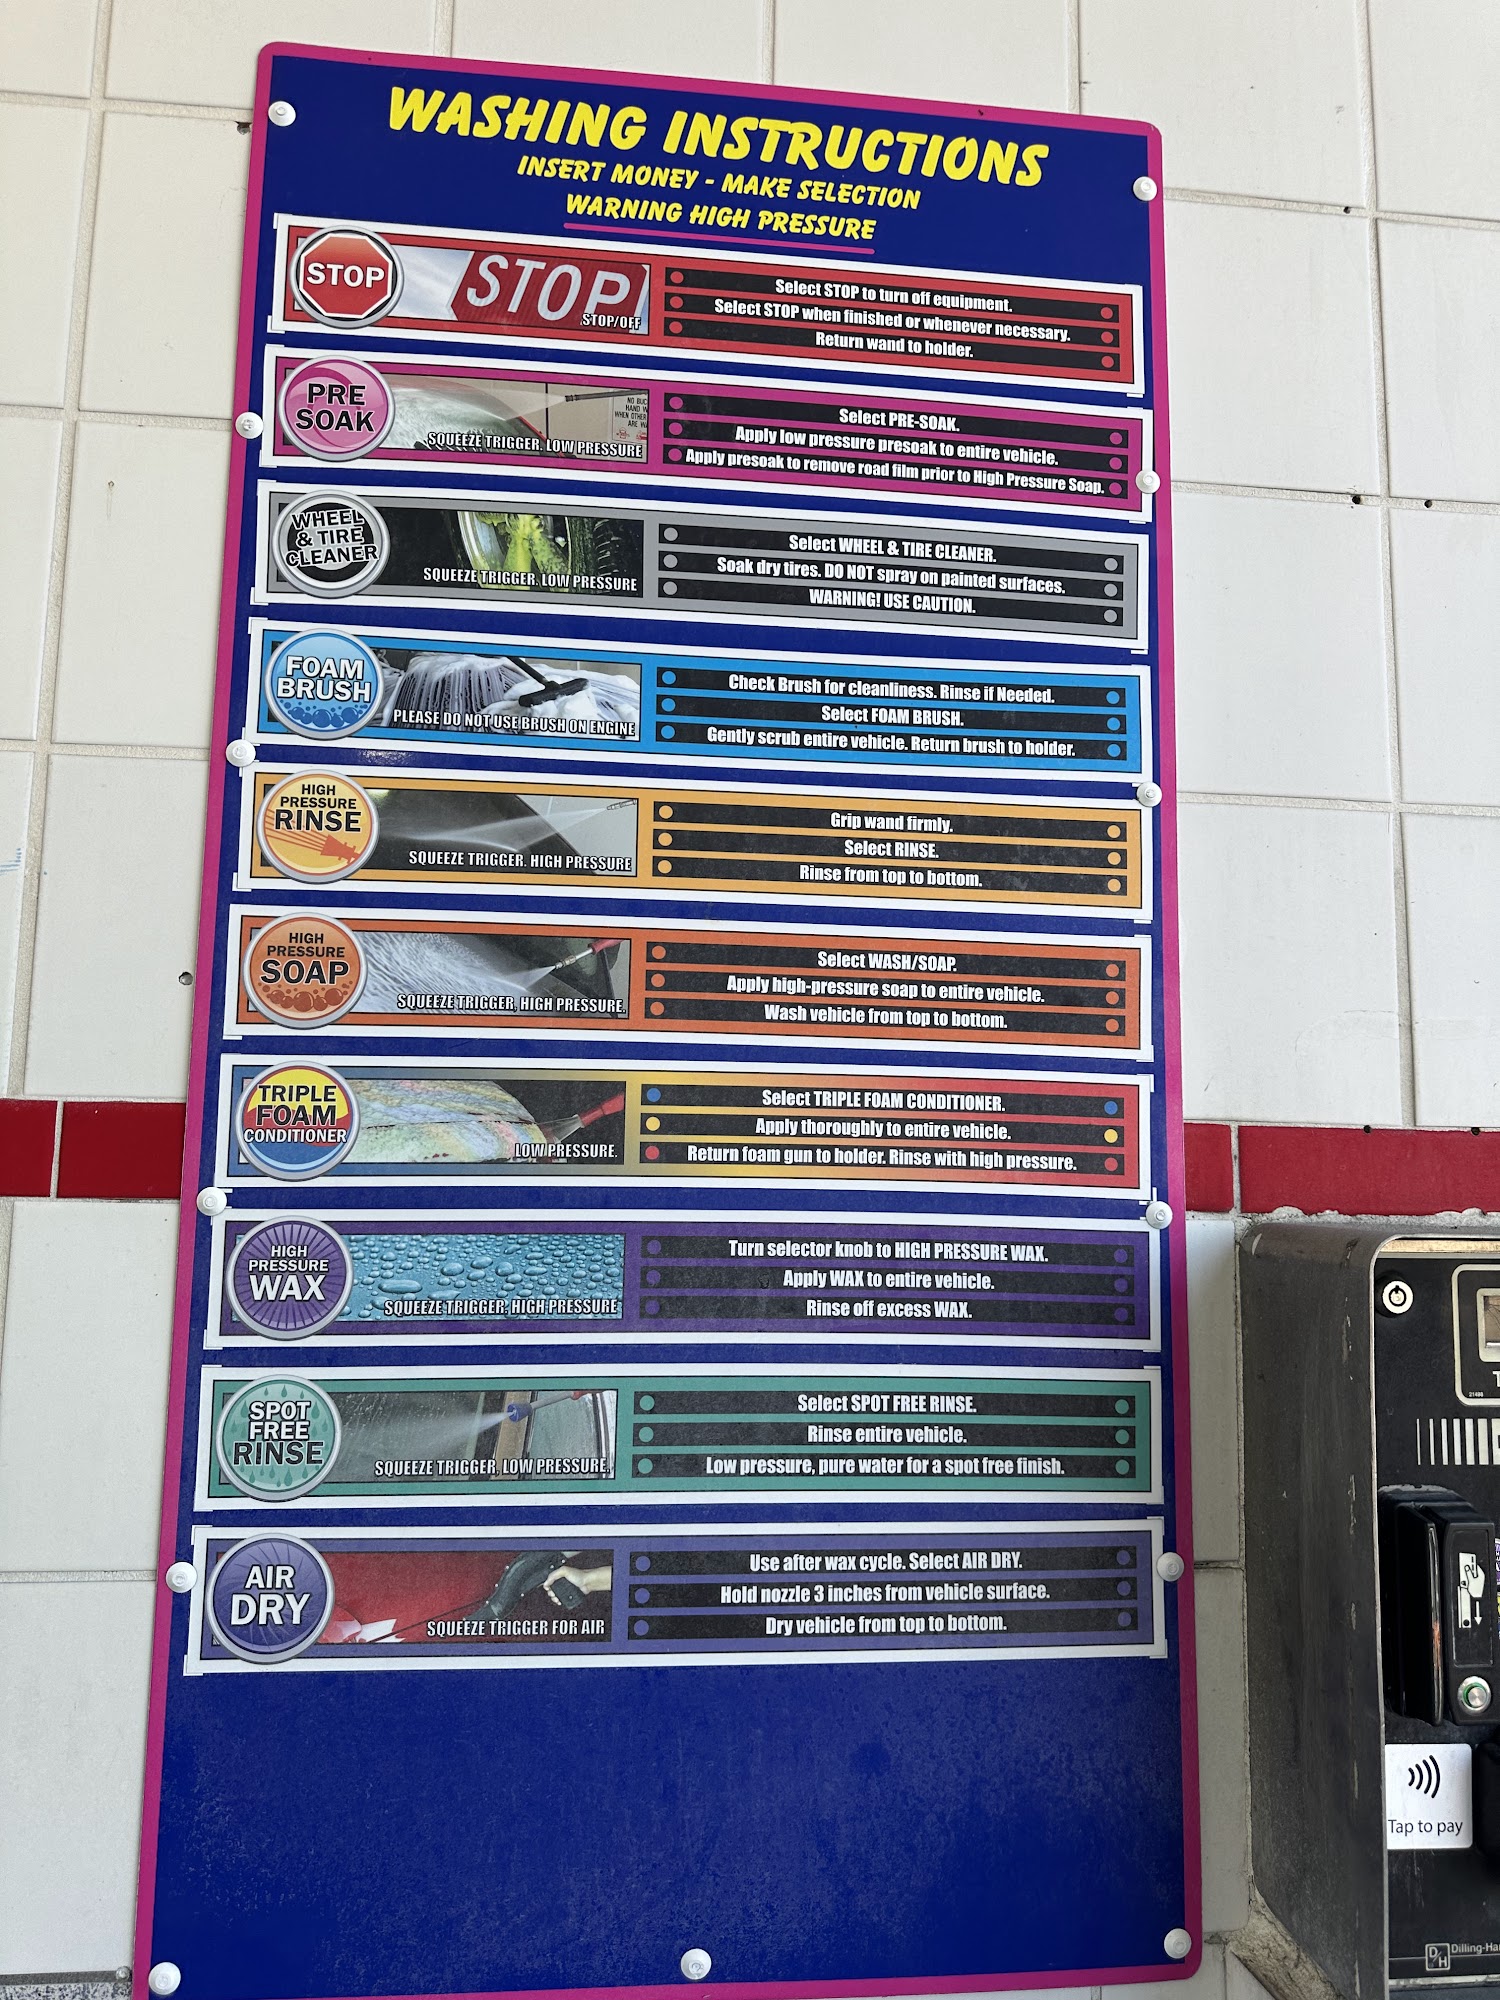 WASHING INSTRUCTIONS
INSERT MONEY - MAKE SELECTION
WARNING HIGH PRESSURE
STOP
STOP
STOP/OFF
Select STOP to turn off equipment.
Select STOP when finished or whenever necessary.
Return wand to holder.
PRE
SOAK
NO BUC
HAND W
WHEN OTHER
ARE WA
SQUEEZE TRIGGER. LOW PRESSURE
Select PRE-SOAK.
Apply low pressure presoak to entire vehicle.
Apply presoak to remove road film prior to High Pressure Soap.
WHEEL
& TIRE
CLEANER
SQUEEZE TRIGGER. LOW PRESSURE
Select WHEEL & TIRE CLEANER.
Soak dry tires. DO NOT spray on painted surfaces.
WARNING! USE CAUTION.
FOAM
BRUSH
PLEASE DO NOT USE BRUSH ON ENGINE
Check Brush for cleanliness. Rinse if Needed.
Select FOAM BRUSH.
Gently scrub entire vehicle. Return brush to holder.
HIGH
PRESSURE
RINSE
SQUEEZE TRIGGER. HIGH PRESSURE
Grip wand firmly.
Select RINSE.
Rinse from top to bottom.
HIGH
PRESSURE
SOAP
SQUEEZE TRIGGER, HIGH PRESSURE.
Select WASH/SOAP.
Apply high-pressure soap to entire vehicle.
Wash vehicle from top to bottom.
TRIPLE
FOAM
CONDITIONER
LOW PRESSURE.
Select TRIPLE FOAM CONDITIONER.
Apply thoroughly to entire vehicle.
Return foam gun to holder. Rinse with high pressure.
HIGH
PRESSURE
WAX
SQUEEZE TRIGGER, HIGH PRESSURE
Turn selector knob to HIGH PRESSURE WAX.
Apply WAX to entire vehicle.
Rinse off excess WAX.
SPOT
FREE
RINSE
SQUEEZE TRIGGER, LOW PRESSURE.
Select SPOT FREE RINSE.
Rinse entire vehicle.
Low pressure, pure water for a spot free finish.
AIR
DRY
SQUEEZE TRIGGER FOR AIR
Use after wax cycle. Select AIR DRY.
Hold nozzle 3 inches from vehicle surface.
Dry vehicle from top to bottom.
Tap to pay
D/H Dilling-Ha